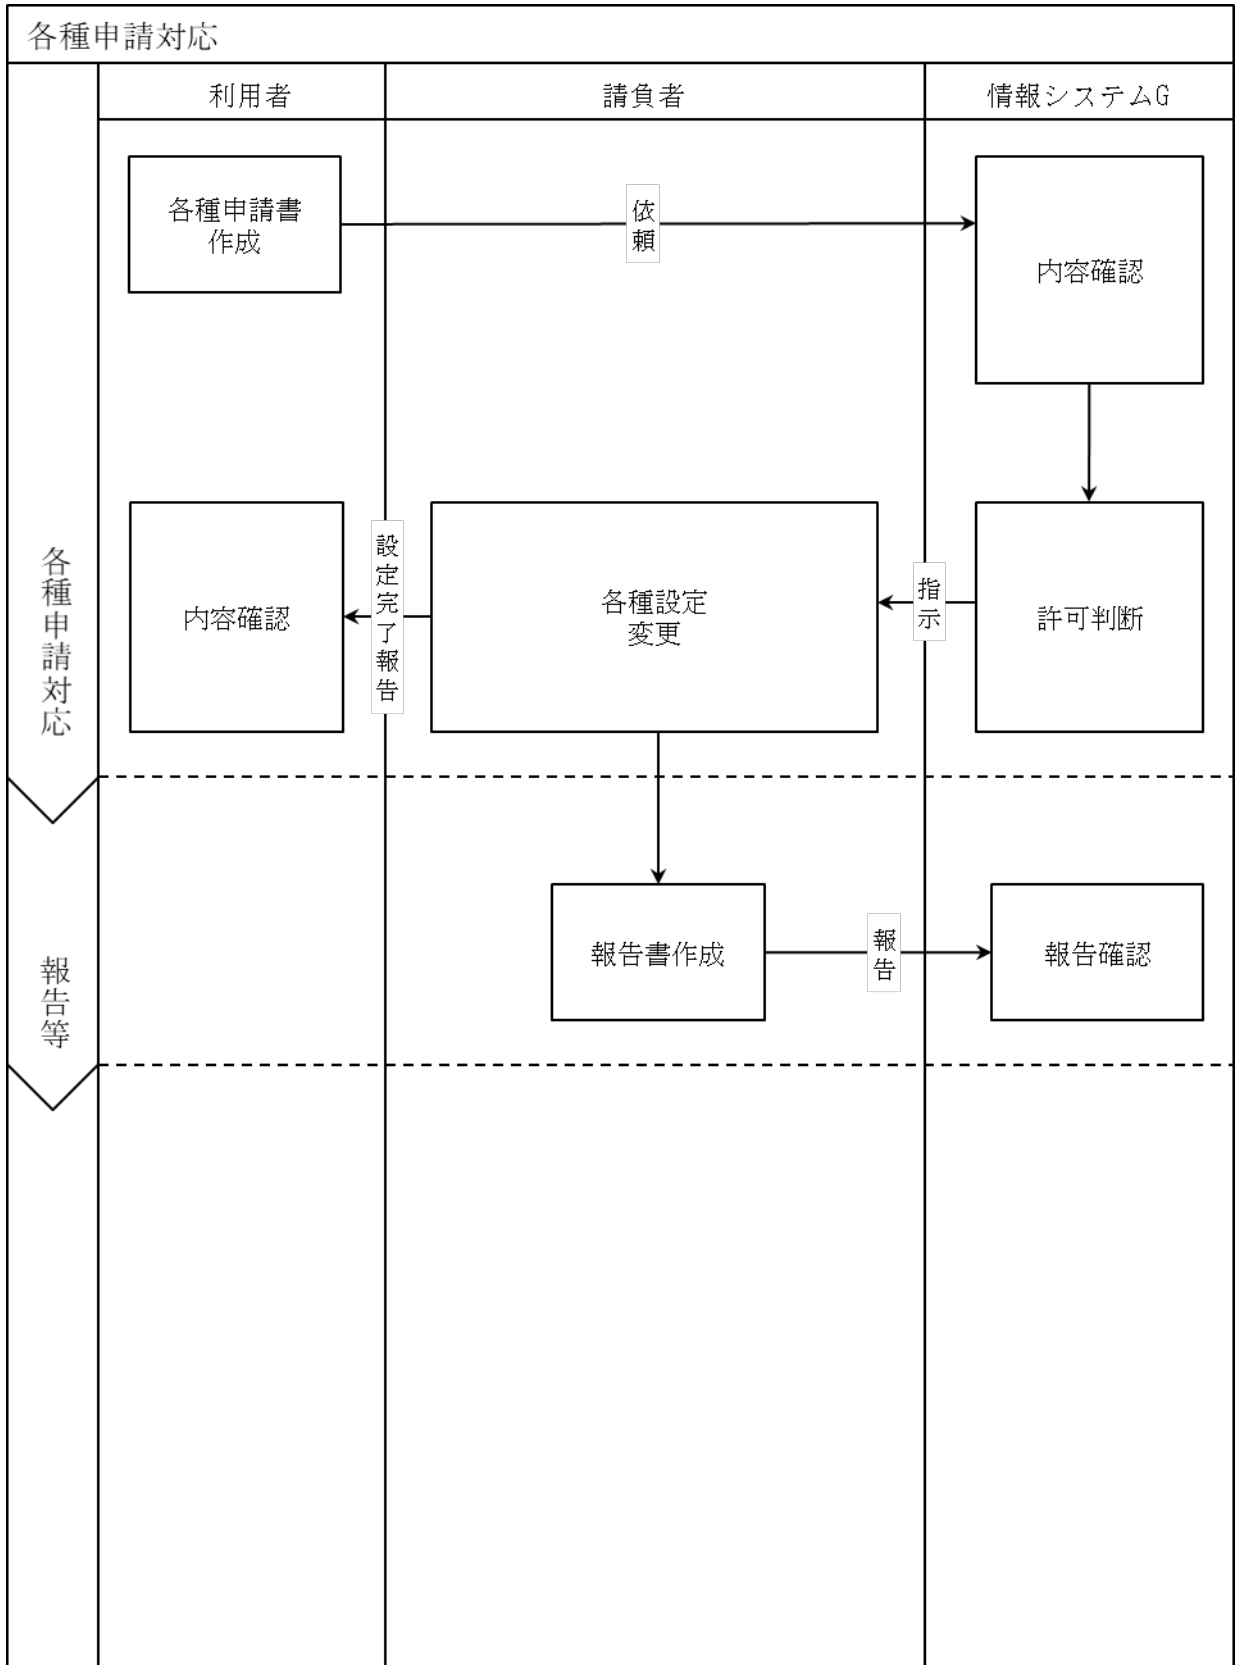 各種申請対応
利用者
請負者
情報システムG
各種申請書
作成
依頼
内容確認
各種申請対応
内容確認
設定完了報告
各種設定
変更
指示
許可判断
報告等
報告書作成
報告
報告確認